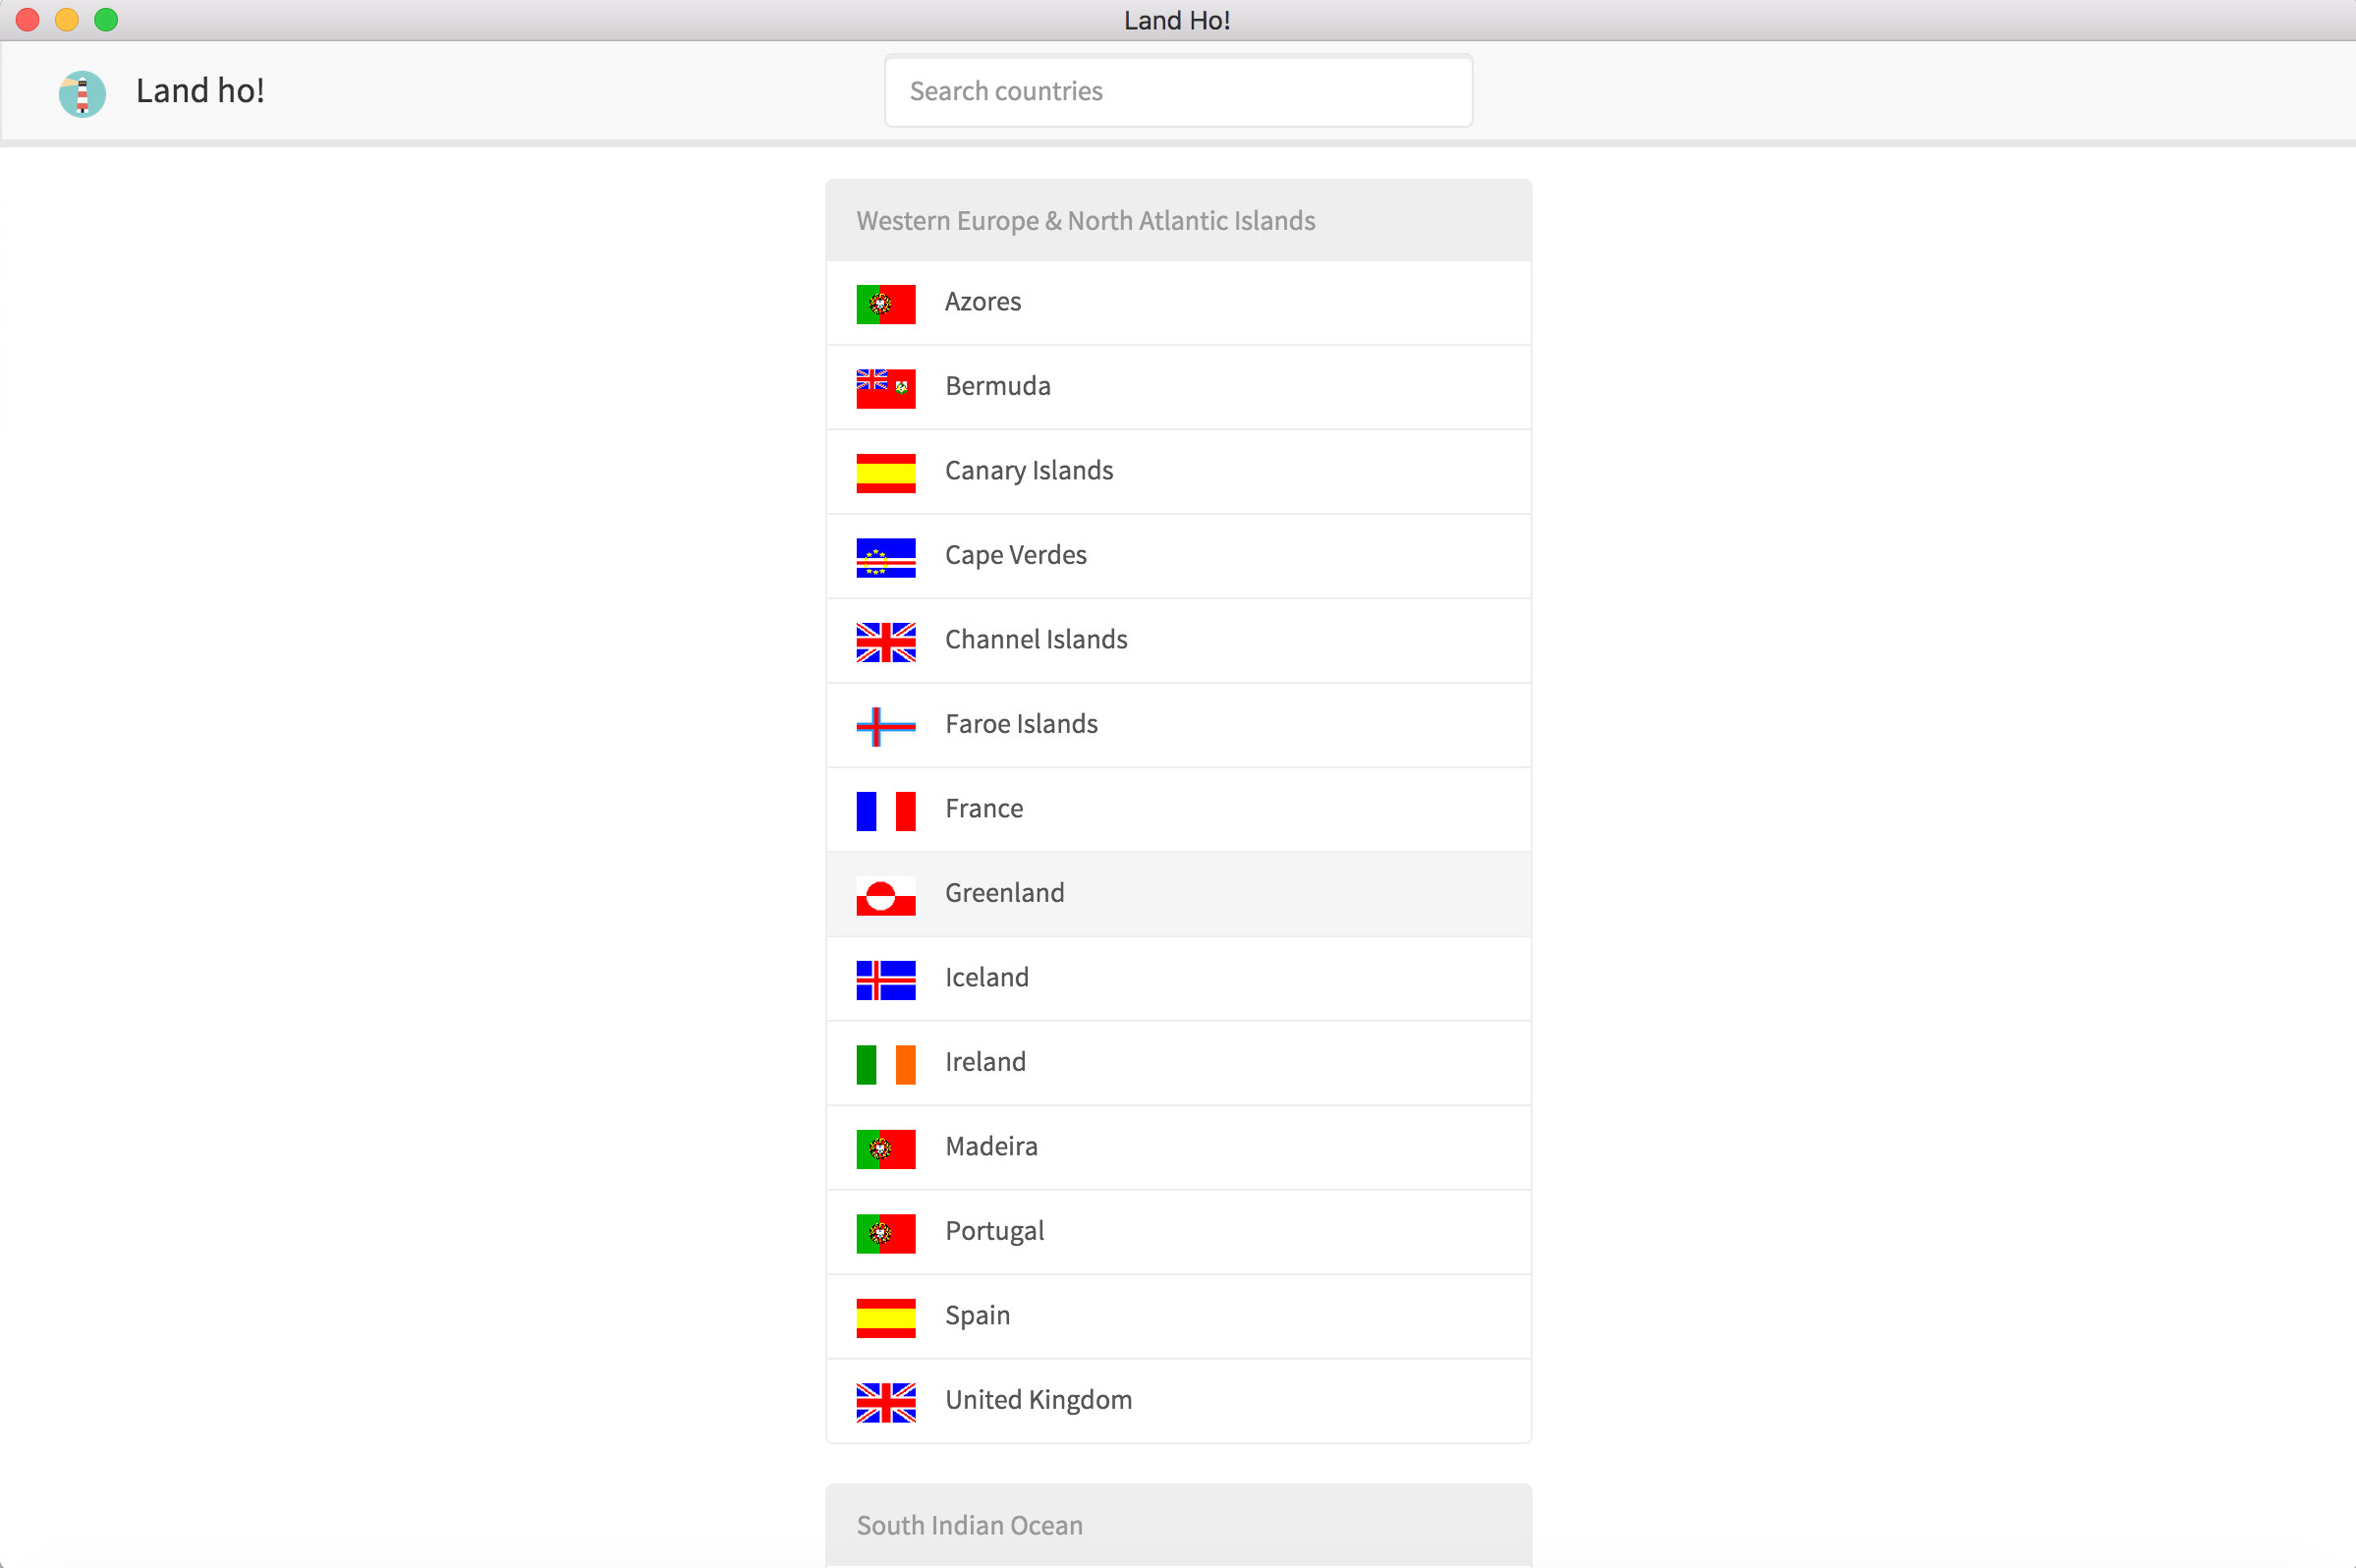 Land Ho!
Land ho!
Search countries
Western Europe & North Atlantic Islands
Azores
Bermuda
Canary Islands
Cape Verdes
Channel Islands
Faroe Islands
France
Greenland
Iceland
Ireland
Madeira
Portugal
Spain
United Kingdom
South Indian Ocean